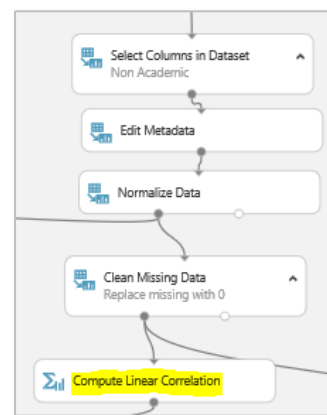 Select Columns in Dataset
Non Academic
Edit Metadata
Normalize Data
Clean Missing Data
Replace missing with 0
Compute Linear Correlation